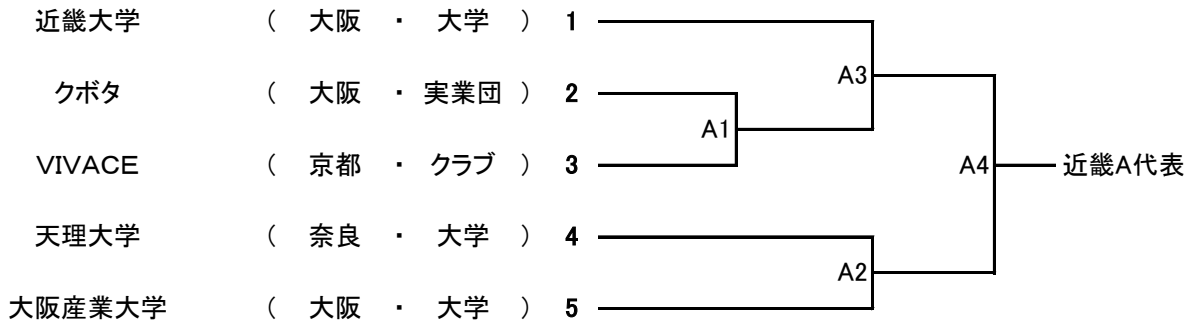 近畿大学 ( 大阪 ・ 大学 ) 1
A3
クボタ ( 大阪 ・ 実業団 ) 2
A1
VIVACE ( 京都 ・ クラブ ) 3
A4 近畿A代表
天理大学 ( 奈良 ・ 大学 ) 4
A2
大阪産業大学 ( 大阪 ・ 大学 ) 5